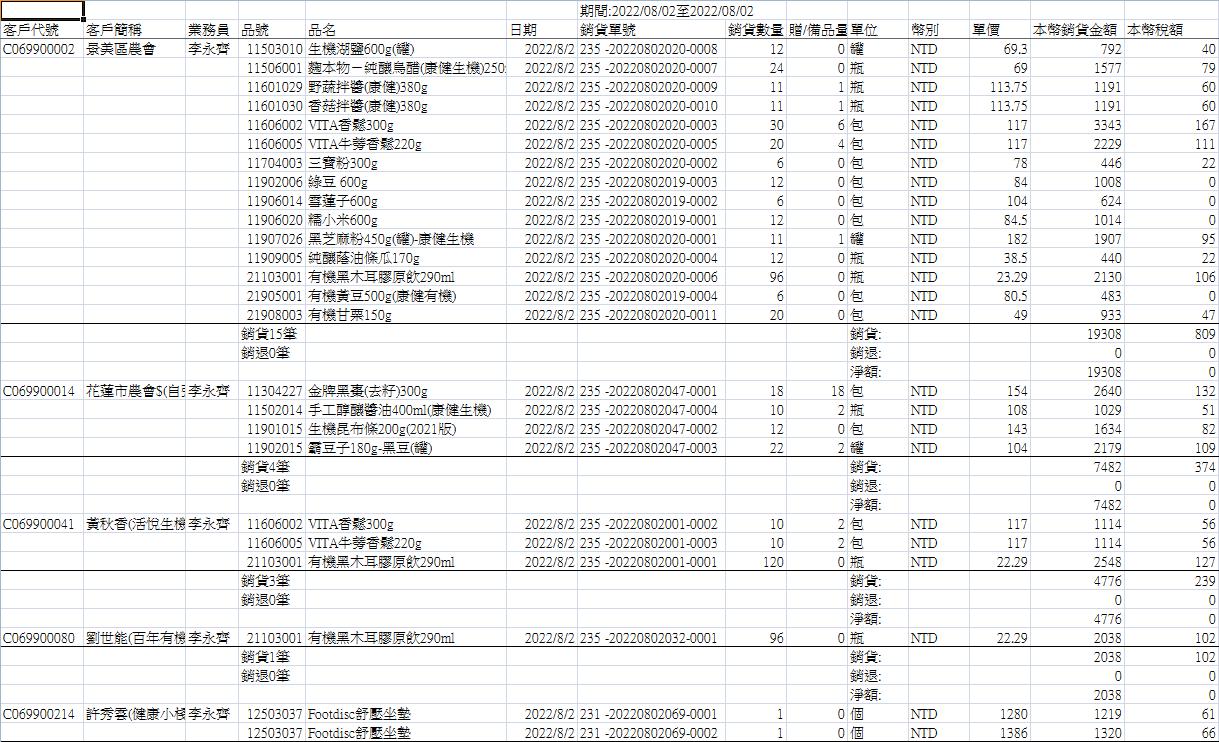 期間:2022/08/02至2022/08/02
客戶代號 客戶簡稱 業務員 品號 品名 日期 銷貨單號 銷貨數量 贈/備品量 單位 幣別 單價 本幣銷貨金額 本幣稅額
C069900002 景美區農會 李永齊 11503010 生機湖鹽600g(罐) 2022/8/2 235 -20220802020-0008 12 0 罐 NTD 69.3 792 40
11506001 麴本物－純釀烏醋(康健生機)250 2022/8/2 235 -20220802020-0007 24 0 瓶 NTD 69 1577 79
11601029 野蔬拌醬(康健)380g 2022/8/2 235 -20220802020-0009 11 1 瓶 NTD 113.75 1191 60
11601030 香菇拌醬(康健)380g 2022/8/2 235 -20220802020-0010 11 1 瓶 NTD 113.75 1191 60
11606002 VITA香鬆300g 2022/8/2 235 -20220802020-0003 30 6 包 NTD 117 3343 167
11606005 VITA牛蒡香鬆220g 2022/8/2 235 -20220802020-0005 20 4 包 NTD 117 2229 111
11704003 三寶粉300g 2022/8/2 235 -20220802020-0002 6 0 包 NTD 78 446 22
11902006 綠豆 600g 2022/8/2 235 -20220802019-0003 12 0 包 NTD 84 1008 0
11906014 雪蓮子600g 2022/8/2 235 -20220802019-0002 6 0 包 NTD 104 624 0
11906020 糯小米600g 2022/8/2 235 -20220802019-0001 12 0 包 NTD 84.5 1014 0
11907026 黑芝麻粉450g(罐)-康健生機 2022/8/2 235 -20220802020-0001 11 1 罐 NTD 182 1907 95
11909005 純釀蔭油條瓜170g 2022/8/2 235 -20220802020-0004 12 0 瓶 NTD 38.5 440 22
21103001 有機黑木耳膠原飲290ml 2022/8/2 235 -20220802020-0006 96 0 瓶 NTD 23.29 2130 106
21905001 有機黃豆500g(康健有機) 2022/8/2 235 -20220802019-0004 6 0 包 NTD 80.5 483 0
21908003 有機甘栗150g 2022/8/2 235 -20220802020-0011 20 0 包 NTD 49 933 47
銷貨15筆 銷貨: 19308 809
銷退0筆 銷退: 0 0
淨額: 19308 0
C069900014 花蓮市農會$(自 李永齊 11304227 金牌黑棗(去籽)300g 2022/8/2 235 -20220802047-0001 18 18 包 NTD 154 2640 132
11502014 手工醇釀醬油400ml(康健生機) 2022/8/2 235 -20220802047-0004 10 2 瓶 NTD 108 1029 51
11901015 生機昆布條200g(2021版) 2022/8/2 235 -20220802047-0002 12 0 包 NTD 143 1634 82
11902015 霸豆子180g-黑豆(罐) 2022/8/2 235 -20220802047-0003 22 2 罐 NTD 104 2179 109
銷貨4筆 銷貨: 7482 374
銷退0筆 銷退: 0 0
淨額: 7482 0
C069900041 黃秋香(活悅生機 李永齊 11606002 VITA香鬆300g 2022/8/2 235 -20220802001-0002 10 2 包 NTD 117 1114 56
11606005 VITA牛蒡香鬆220g 2022/8/2 235 -20220802001-0003 10 2 包 NTD 117 1114 56
21103001 有機黑木耳膠原飲290ml 2022/8/2 235 -20220802001-0001 120 0 瓶 NTD 22.29 2548 127
銷貨3筆 銷貨: 4776 239
銷退0筆 銷退: 0 0
淨額: 4776 0
C069900080 劉世能(百年有機 李永齊 21103001 有機黑木耳膠原飲290ml 2022/8/2 235 -20220802032-0001 96 0 瓶 NTD 22.29 2038 102
銷貨1筆 銷貨: 2038 102
銷退0筆 銷退: 0 0
淨額: 2038 0
C069900214 許秀雲(健康小棧 李永齊 12503037 Footdisc舒壓坐墊 2022/8/2 231 -20220802069-0001 1 0 個 NTD 1280 1219 61
12503037 Footdisc舒壓坐墊 2022/8/2 231 -20220802069-0002 1 0 個 NTD 1386 1320 66